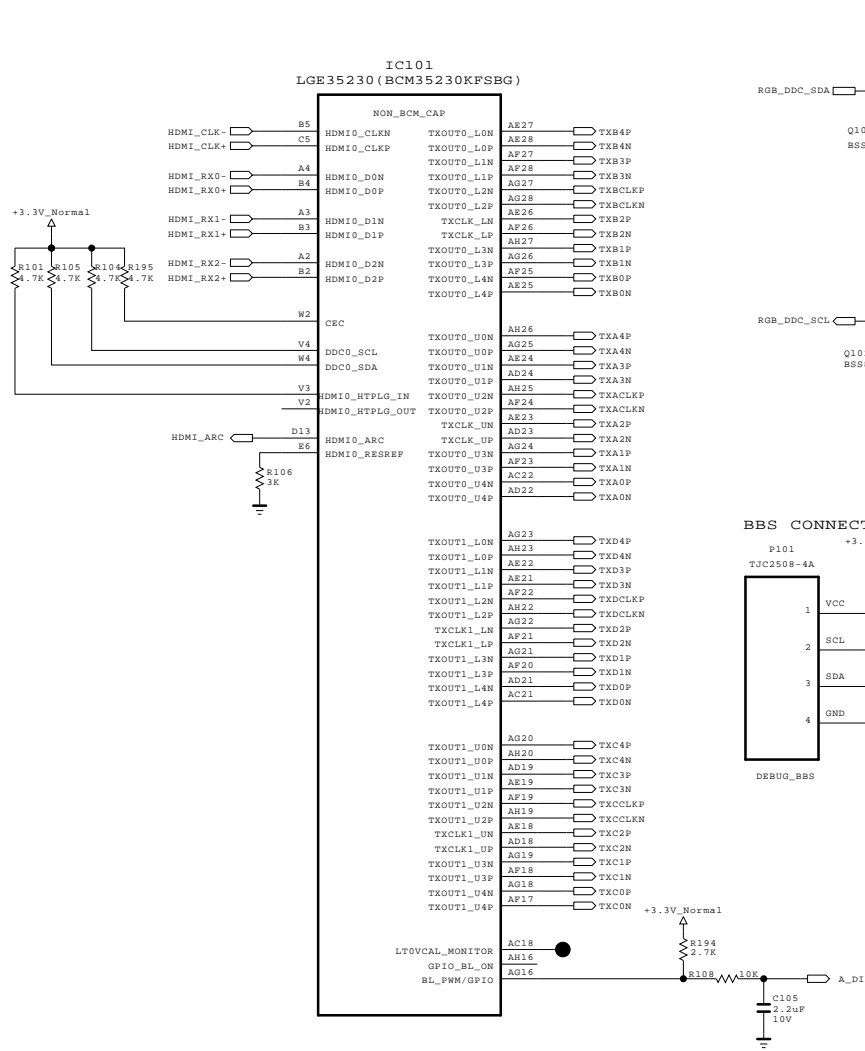 IC101
LGE35230(BCM35230KFSBG)
NON_BCM_CAP
HDMI_CLK- B5 HDMI0_CLKN
HDMI_CLK+ C5 HDMI0_CLKP
HDMI_RX0- A4 HDMI0_D0N
HDMI_RX0+ B4 HDMI0_D0P
HDMI_RX1- A3 HDMI0_D1N
HDMI_RX1+ B3 HDMI0_D1P
HDMI_RX2- A2 HDMI0_D2N
HDMI_RX2+ B2 HDMI0_D2P
+3.3V_Normal
R101 R105 R104 R195
4.7K 4.7K 4.7K 4.7K
W2 CEC
V4 DDC0_SCL
W4 DDC0_SDA
V3 HDMI0_HTPLG_IN
V2 HDMI0_HTPLG_OUT
HDMI_ARC D13 HDMI0_ARC
E6 HDMI0_RESREF
R106
3K
TXOUT0_L0N AE27 TXB4P
TXOUT0_L0P AE28 TXB4N
TXOUT0_L1N AF27 TXB3P
TXOUT0_L1P AF28 TXB3N
TXOUT0_L2N AG27 TXBCLKP
TXOUT0_L2P AG28 TXBCLKN
TXCLK_LN AE26 TXB2P
TXCLK_LP AF26 TXB2N
TXOUT0_L3N AH27 TXB1P
TXOUT0_L3P AG26 TXB1N
TXOUT0_L4N AF25 TXB0P
TXOUT0_L4P AE25 TXB0N
TXOUT0_U0N AH26 TXA4P
TXOUT0_U0P AG25 TXA4N
TXOUT0_U1N AE24 TXA3P
TXOUT0_U1P AD24 TXA3N
TXOUT0_U2N AH25 TXACLKP
TXOUT0_U2P AF24 TXACLKN
TXCLK_UN AE23 TXA2P
TXCLK_UP AD23 TXA2N
TXOUT0_U3N AG24 TXA1P
TXOUT0_U3P AF23 TXA1N
TXOUT0_U4N AC22 TXA0P
TXOUT0_U4P AD22 TXA0N
TXOUT1_L0N AG23 TXD4P
TXOUT1_L0P AH23 TXD4N
TXOUT1_L1N AE22 TXD3P
TXOUT1_L1P AE21 TXD3N
TXOUT1_L2N AF22 TXDCLKP
TXOUT1_L2P AH22 TXDCLKN
TXCLK1_LN AG22 TXD2P
TXCLK1_LP AF21 TXD2N
TXOUT1_L3N AG21 TXD1P
TXOUT1_L3P AF20 TXD1N
TXOUT1_L4N AD21 TXD0P
TXOUT1_L4P AC21 TXD0N
TXOUT1_U0N AG20 TXC4P
TXOUT1_U0P AH20 TXC4N
TXOUT1_U1N AD19 TXC3P
TXOUT1_U1P AE19 TXC3N
TXOUT1_U2N AF19 TXCCLKP
TXOUT1_U2P AH19 TXCCLKN
TXCLK1_UN AE18 TXC2P
TXCLK1_UP AD18 TXC2N
TXOUT1_U3N AG19 TXC1P
TXOUT1_U3P AF18 TXC1N
TXOUT1_U4N AG18 TXC0P
TXOUT1_U4P AF17 TXC0N
LT0VCAL_MONITOR AC18
GPIO_BL_ON AH16
BL_PWM/GPIO AG16
+3.3V_Normal
R194
2.7K
R108 10K
A_DI
C105
2.2uF
10V
RGB_DDC_SDA
Q10
BSS
RGB_DDC_SCL
Q10
BSS
BBS CONNECT
+3.
P101
TJC2508-4A
1 VCC
2 SCL
3 SDA
4 GND
DEBUG_BBS